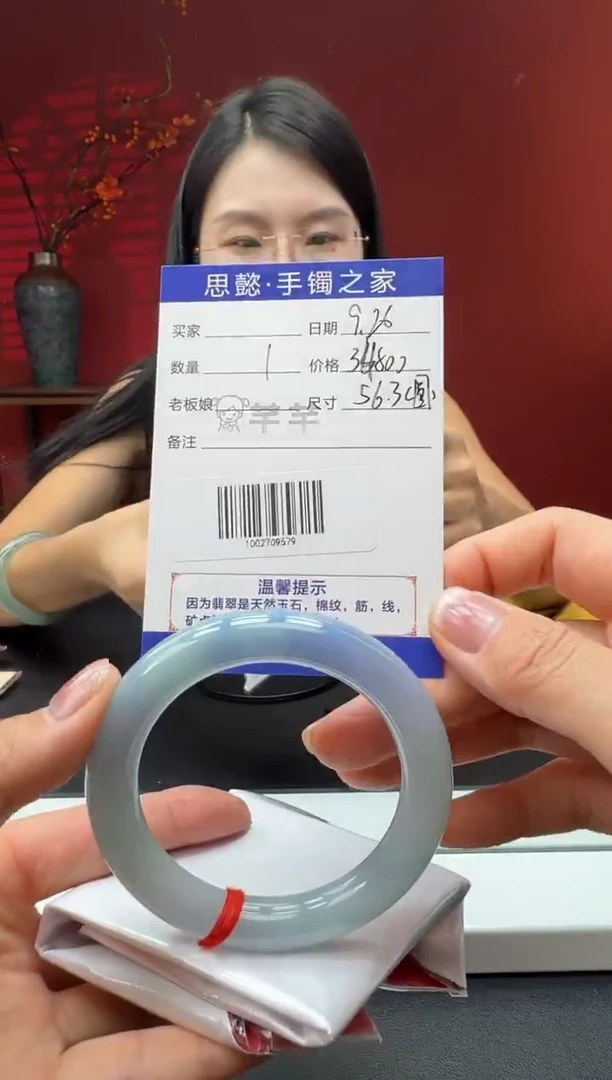 思懿·手镯之家
买家 日期 9.26
数量 1 价格
老板娘 羊羊 尺寸 56.3（圆）
备注
1002709579
温馨提示
因为翡翠是天然玉石，棉纹，筋，线，